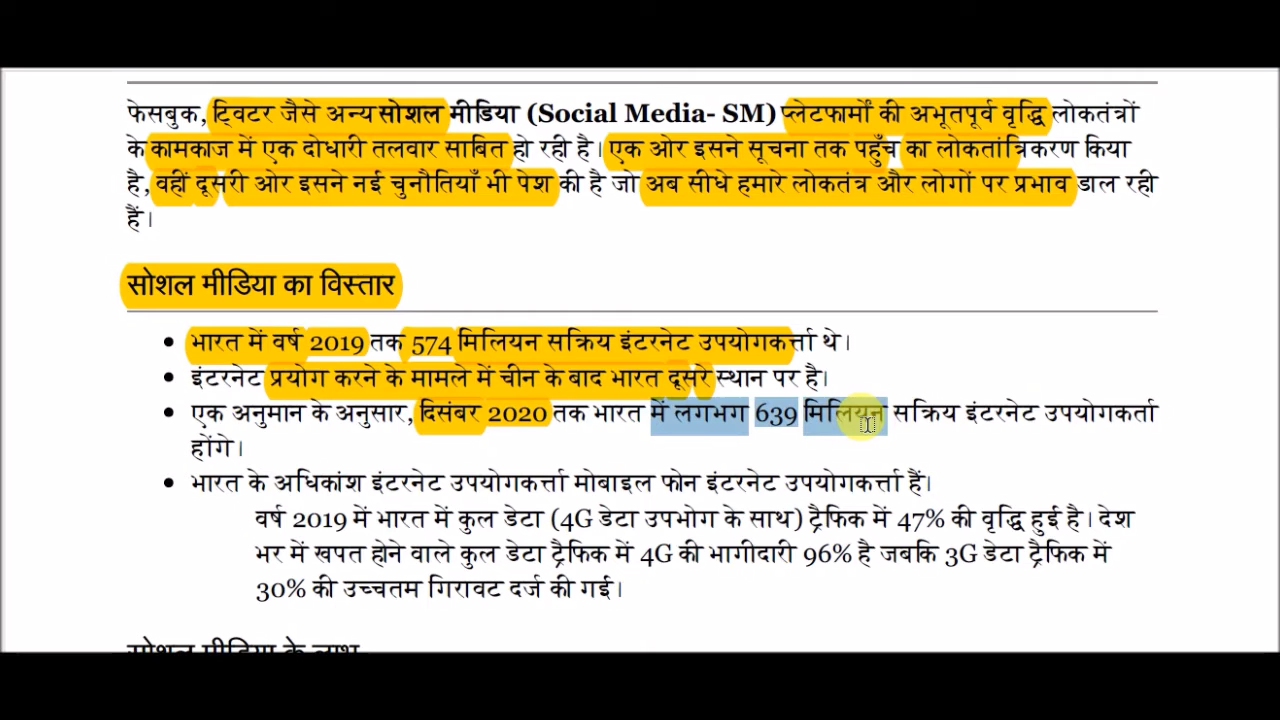 फेसबुक, ट्विटर जैसे अन्य सोशल मीडिया (Social Media- SM) प्लेटफार्मों की अभूतपूर्व वृद्धि लोकतंत्रों
के कामकाज में एक दोधारी तलवार साबित हो रही है। एक ओर इसने सूचना तक पहुँच का लोकतांत्रिकरण किया
है, वहीं दूसरी ओर इसने नई चुनौतियाँ भी पेश की है जो अब सीधे हमारे लोकतंत्र और लोगों पर प्रभाव डाल रही
हैं।
सोशल मीडिया का विस्तार
• भारत में वर्ष 2019 तक 574 मिलियन सक्रिय इंटरनेट उपयोगकर्त्ता थे।
• इंटरनेट प्रयोग करने के मामले में चीन के बाद भारत दूसरे स्थान पर है।
• एक अनुमान के अनुसार, दिसंबर 2020 तक भारत में लगभग 639 मिलियन सक्रिय इंटरनेट उपयोगकर्ता
होंगे।
• भारत के अधिकांश इंटरनेट उपयोगकर्त्ता मोबाइल फोन इंटरनेट उपयोगकर्त्ता हैं।
वर्ष 2019 में भारत में कुल डेटा (4G डेटा उपभोग के साथ) ट्रैफिक में 47% की वृद्धि हुई है। देश
भर में खपत होने वाले कुल डेटा ट्रैफिक में 4G की भागीदारी 96% है जबकि 3G डेटा ट्रैफिक में
30% की उच्चतम गिरावट दर्ज की गई।
सोशल मीडिया के लाभ